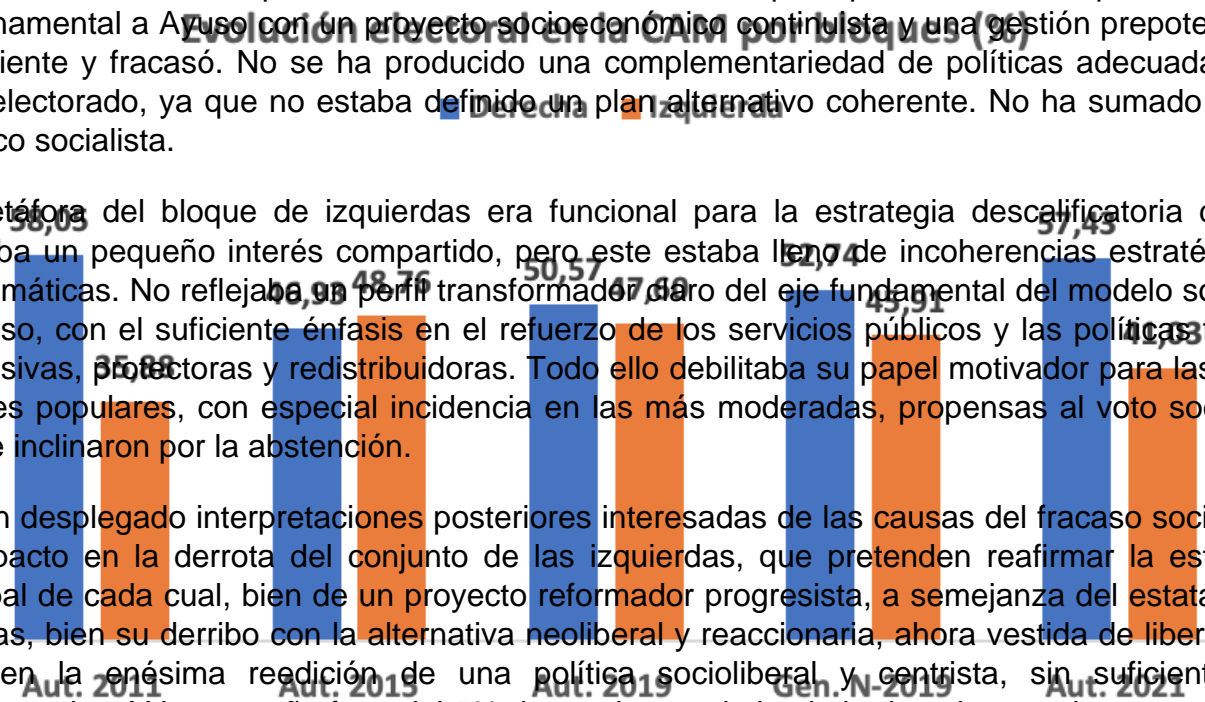 namental a Ayuso con un proyecto socioeconómico continuista y una gestión prepote
Evolución electoral en la CAM por bloques (%)
iente y fracasó. No se ha producido una complementariedad de políticas adecuada
electorado, ya que no estaba definido un plan alternativo coherente. No ha sumado
Derecha Izquierda
co socialista.
etáfora del bloque de izquierdas era funcional para la estrategia descalificatoria
58,05 57,43
ba un pequeño interés compartido, pero este estaba lleno de incoherencias estraté
50,57 52,74
máticas. No reflejaba un perfil transformador claro del eje fundamental del modelo so
48,76 45,91
so, con el suficiente énfasis en el refuerzo de los servicios públicos y las políticas
41,03
sivas, protectoras y redistribuidoras. Todo ello debilitaba su papel motivador para las
35,88
es populares, con especial incidencia en las más moderadas, propensas al voto so
e inclinaron por la abstención.
n desplegado interpretaciones posteriores interesadas de las causas del fracaso soci
pacto en la derrota del conjunto de las izquierdas, que pretenden reafirmar la est
pal de cada cual, bien de un proyecto reformador progresista, a semejanza del estata
as, bien su derribo con la alternativa neoliberal y reaccionaria, ahora vestida de liber
en la enésima reedición de una política socioliberal y centrista, sin suficient
Aut. 2011 Aut. 2015 Aut. 2019 Gen. N-2019 Aut. 2021